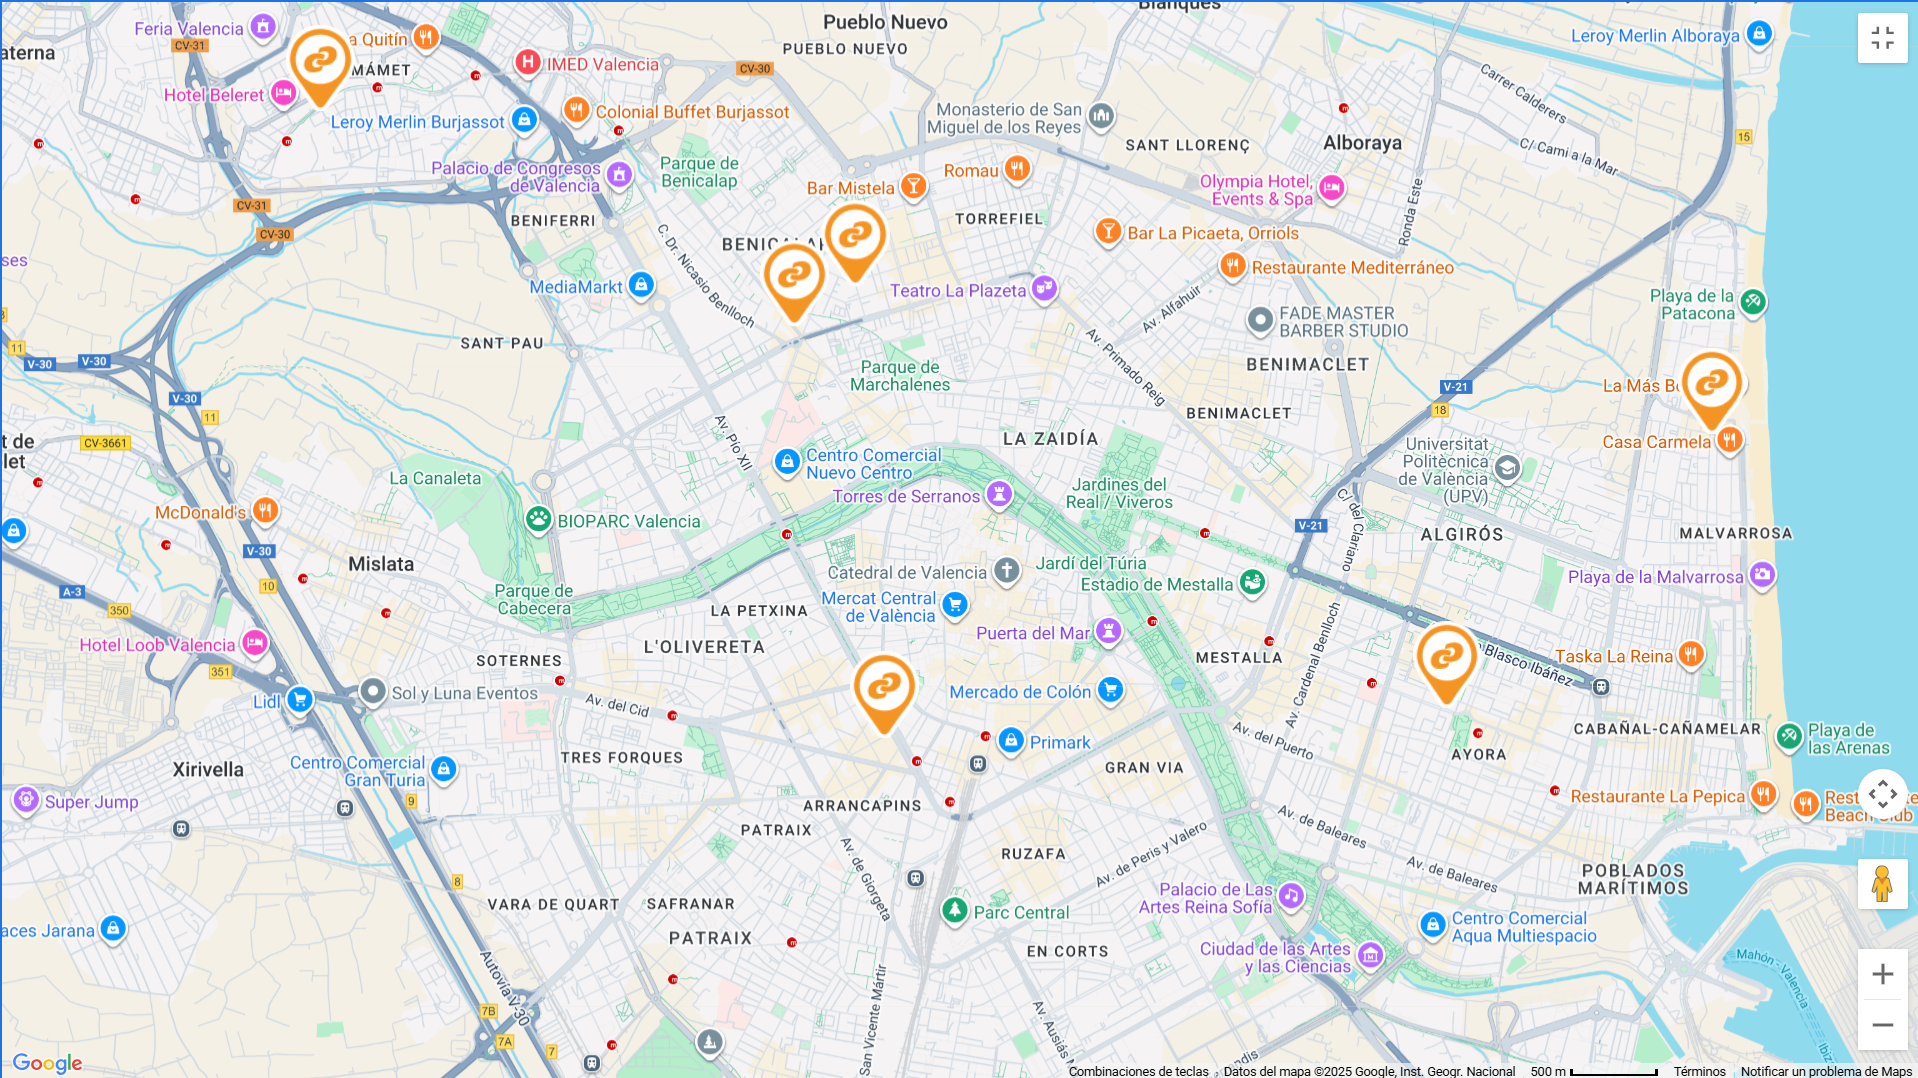 Blanques
Pueblo Nuevo
PUEBLO NUEVO
Feria Valencia
CV-31
a Quitín
aterna
MÁMET
IMED Valencia
CV-30
Leroy Merlin Alboraya
Hotel Beleret
Leroy Merlin Burjassot
Colonial Buffet Burjassot
Monasterio de San
Miguel de los Reyes
Carrer Calderers
15
SANT LLORENÇ
Alboraya
C/ Cami a la Mar
Palacio de Congresos
de Valencia
Parque de
Benicalap
Romau
Bar Mistela
Olympia Hotel,
Events & Spa
Ronda Este
CV-31
CV-30
BENIFERRI
TORREFIEL
Bar La Picaeta, Orriols
BENICALAP
C. Dr. Nicasio Benlloch
ses
Restaurante Mediterráneo
MediaMarkt
Teatro La Plazeta
Av. Alfahuir
Playa de la
Patacona
FADE MASTER
BARBER STUDIO
SANT PAU
11
V-30
V-30
Av. Primado Reig
BENIMACLET
Parque de
Marchalenes
V-30
V-21
La Más Bo
11
18
BENIMACLET
t de
let
CV-3661
Av. Pío XII
LA ZAIDÍA
Casa Carmela
Centro Comercial
Nuevo Centro
Universitat
Politècnica
de València
(UPV)
La Canaleta
Torres de Serranos
Jardines del
Real / Viveros
C/ del Clariano
McDonald's
BIOPARC Valencia
V-21
ALGIRÓS
MALVARROSA
V-30
Mislata
Catedral de Valencia
Jardí del Túria
Estadio de Mestalla
Playa de la Malvarrosa
10
A-3
350
Parque de
Cabecera
LA PETXINA
Mercat Central
de València
Av. Cardenal Benlloch
Hotel Loob Valencia
L'OLIVERETA
Puerta del Mar
MESTALLA
Blasco Ibáñez
Taska La Reina
351
SOTERNES
Lidl
Sol y Luna Eventos
Av. del Cid
Mercado de Colón
Av. del Puerto
CABAÑAL-CAÑAMELAR
Playa de
las Arenas
Primark
TRES FORQUES
GRAN VIA
AYORA
Xirivella
Centro Comercial
Gran Turia
9
Super Jump
ARRANCAPINS
Restaurante La Pepica
Beach Club
PATRAIX
Av. de Baleares
Av. de Giorgeta
RUZAFA
Av. de Peris y Valero
Av. de Baleares
POBLADOS
MARÍTIMOS
8
VARA DE QUART
SAFRANAR
Palacio de Las
Artes Reina Sofía
Parc Central
Centro Comercial
Aqua Multiespacio
aces Jarana
PATRAIX
EN CORTS
Ciudad de las Artes
y las Ciencias
Autovía V-30
San Vicente Mártir
Mahón - Valencia
Valencia - Ibiz
7B
7A
7
Av. Ausiàs M
Google
Combinaciones de teclas
Datos del mapa ©2025 Google, Inst. Geogr. Nacional
500 m
Términos
Notificar un problema de Maps